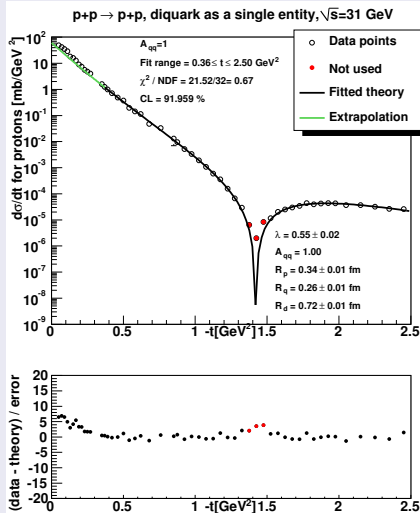 p+p → p+p, diquark as a single entity,√s=31 GeV
dσ/dt for protons [mb/GeV²]
10²
10
1
10⁻¹
10⁻²
10⁻³
10⁻⁴
10⁻⁵
10⁻⁶
10⁻⁷
10⁻⁸
10⁻⁹
A_qq=1
Fit range = 0.36≤ t ≤ 2.50 GeV²
χ² / NDF = 21.52/32= 0.67
CL = 91.959 %
Data points
Not used
Fitted theory
Extrapolation
λ = 0.55 ± 0.02
A_qq = 1.00
R_p = 0.34 ± 0.01 fm
R_q = 0.26 ± 0.01 fm
R_d = 0.72 ± 0.01 fm
0 0.5 1 1.5 2 2.5
-t[GeV²]
(data - theory) / error
20
15
10
5
0
-5
-10
-15
-20
0 0.5 1 1.5 2 2.5
-t[GeV²]